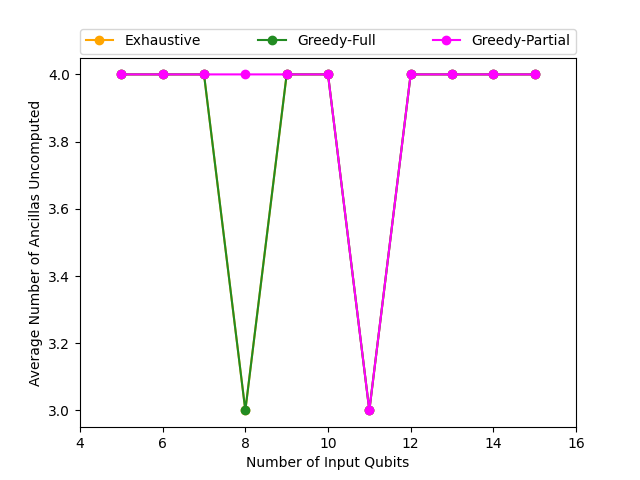 Exhaustive Greedy-Full Greedy-Partial
4.0
3.8
3.6
3.4
3.2
3.0
Average Number of Ancillas Uncomputed
4 6 8 10 12 14 16
Number of Input Qubits